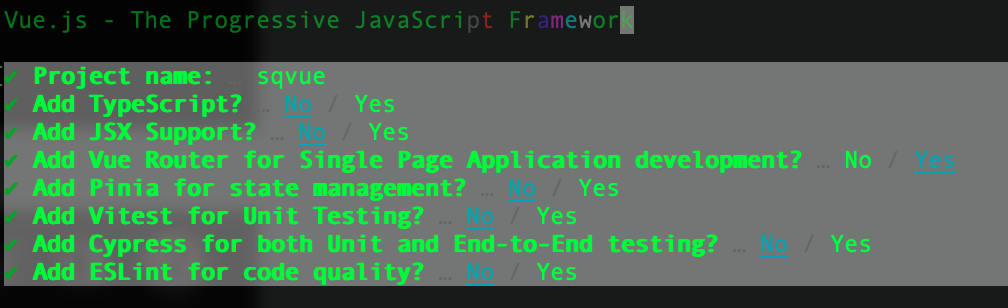 Vue.js - The Progressive JavaScript Framework
✔ Project name: … sqvue
✔ Add TypeScript? … No / Yes
✔ Add JSX Support? … No / Yes
✔ Add Vue Router for Single Page Application development? … No / Yes
✔ Add Pinia for state management? … No / Yes
✔ Add Vitest for Unit Testing? … No / Yes
✔ Add Cypress for both Unit and End-to-End testing? … No / Yes
✔ Add ESLint for code quality? … No / Yes